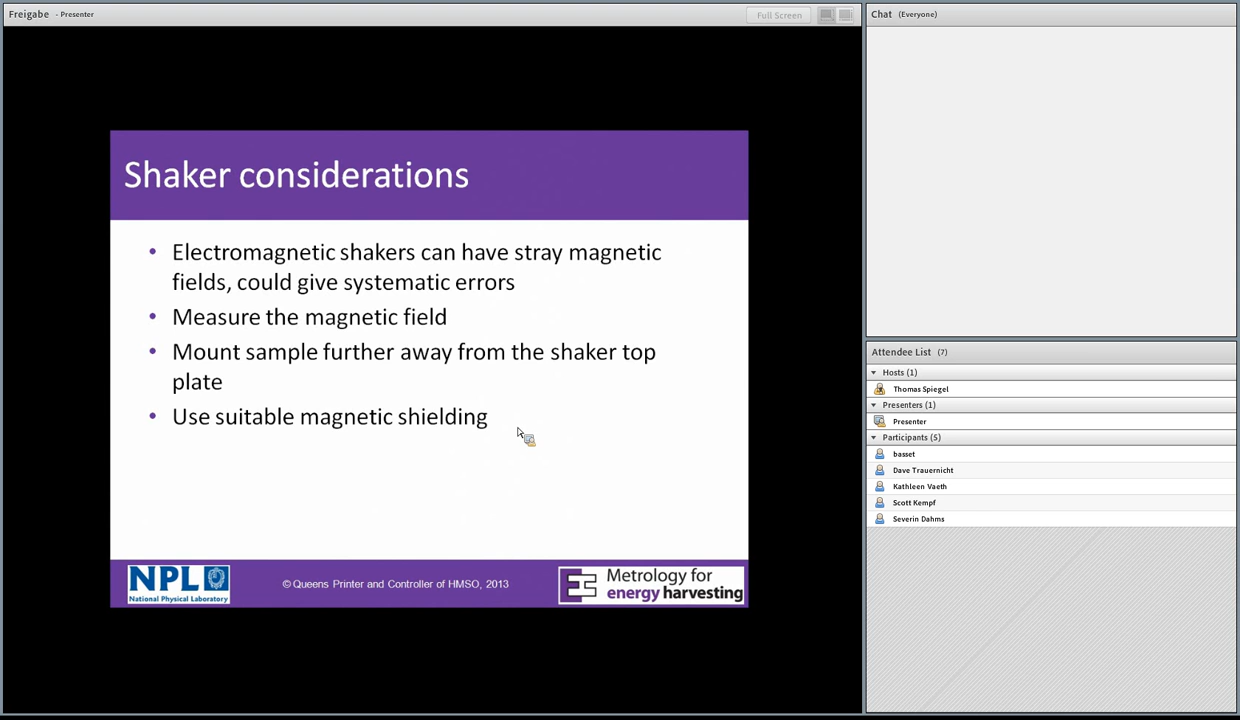 Freigabe - Presenter
Full Screen
Shaker considerations
• Electromagnetic shakers can have stray magnetic
fields, could give systematic errors
• Measure the magnetic field
• Mount sample further away from the shaker top
plate
• Use suitable magnetic shielding
NPL
National Physical Laboratory
© Queens Printer and Controller of HMSO, 2013
Metrology for
energy harvesting
Chat (Everyone)
Attendee List (7)
Hosts (1)
Thomas Spiegel
Presenters (1)
Presenter
Participants (5)
basset
Dave Trauernicht
Kathleen Vaeth
Scott Kempf
Severin Dahms